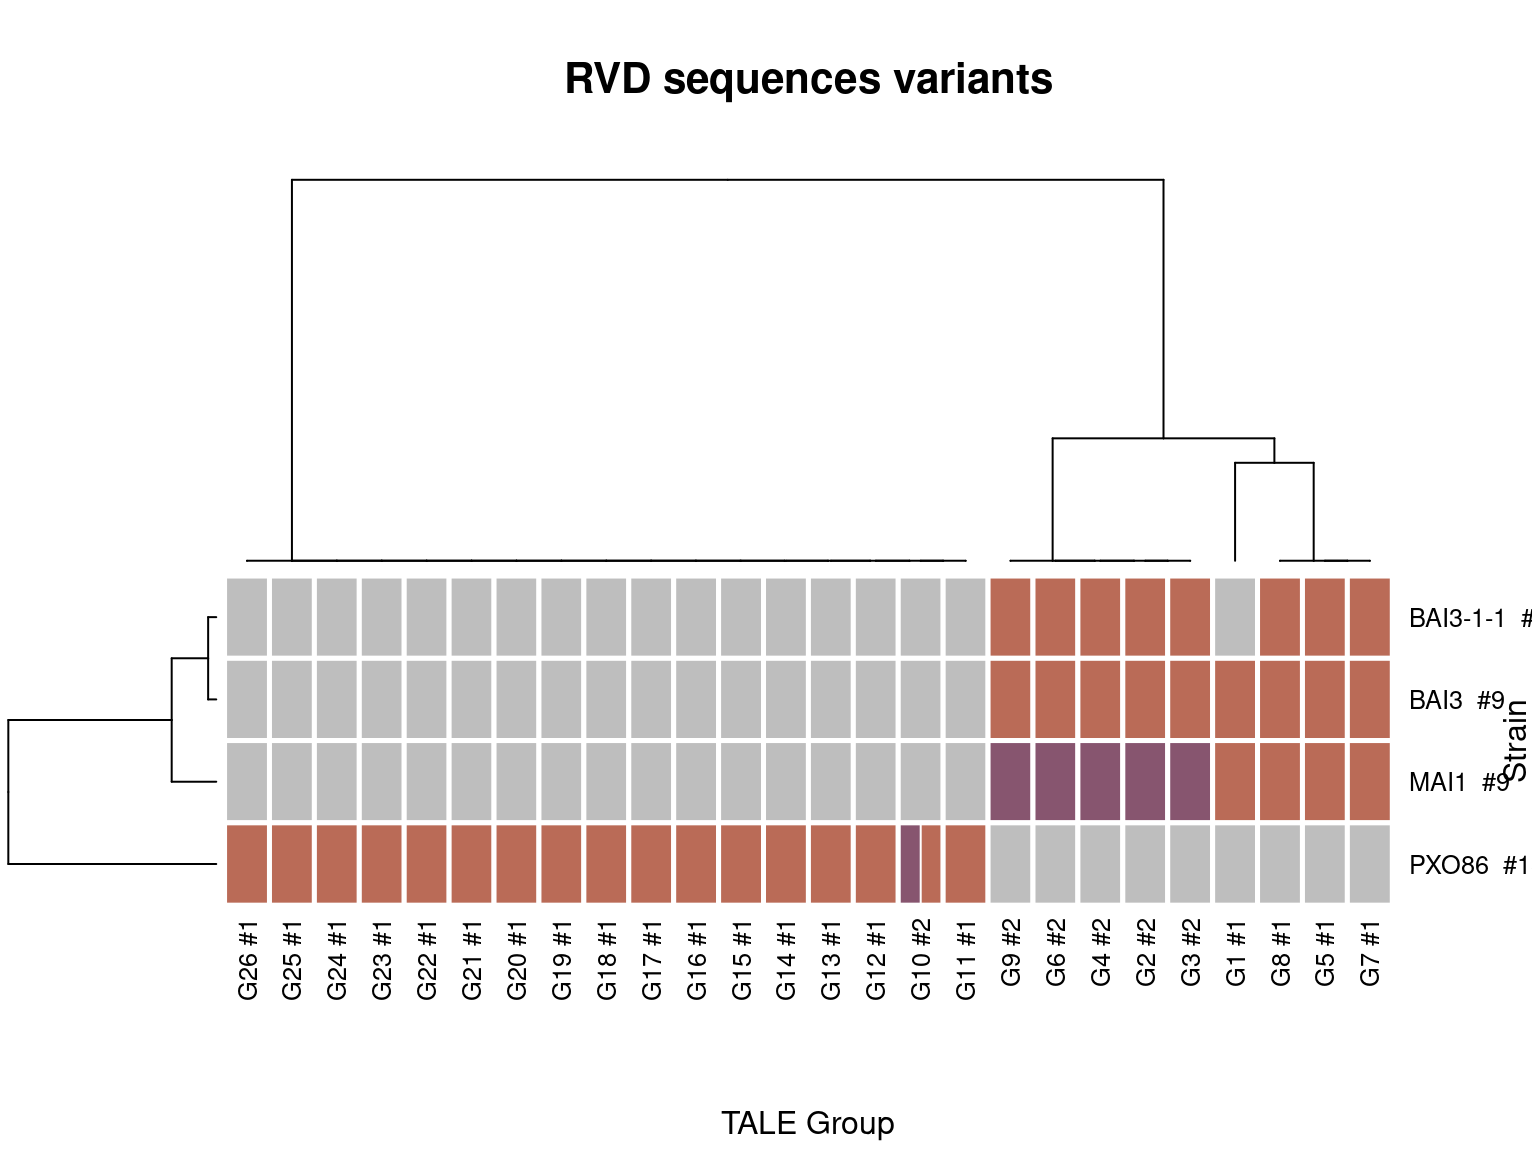 RVD sequences variants
BAI3-1-1 #
BAI3 #9
Strain
MAI1 #9
PXO86 #1
G26 #1
G25 #1
G24 #1
G23 #1
G22 #1
G21 #1
G20 #1
G19 #1
G18 #1
G17 #1
G16 #1
G15 #1
G14 #1
G13 #1
G12 #1
G10 #2
G11 #1
G9 #2
G6 #2
G4 #2
G2 #2
G3 #2
G1 #1
G8 #1
G5 #1
G7 #1
TALE Group